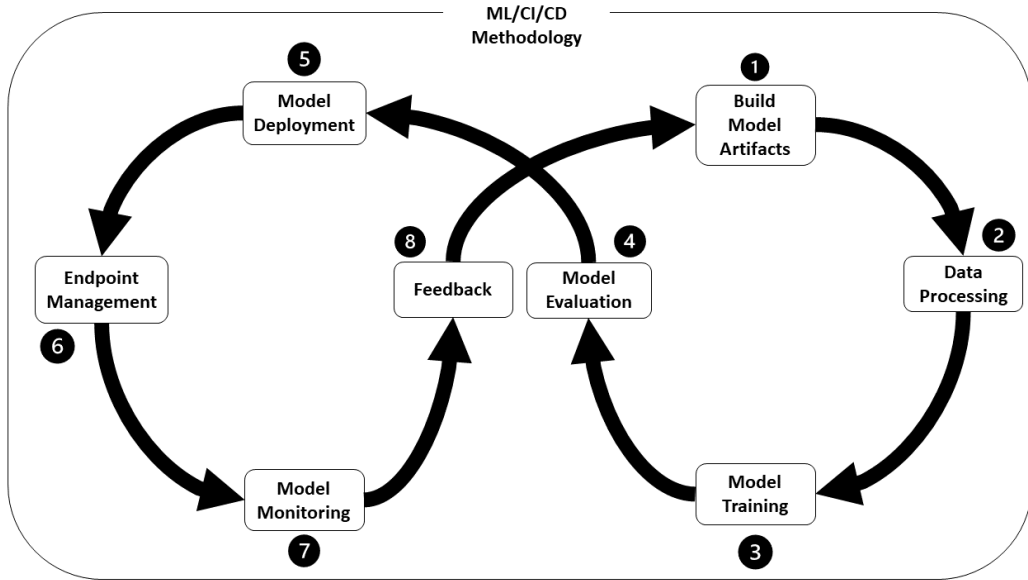 ML/CI/CD
Methodology
1
Build
Model
Artifacts
2
Data
Processing
3
Model
Training
4
Model
Evaluation
5
Model
Deployment
6
Endpoint
Management
7
Model
Monitoring
8
Feedback